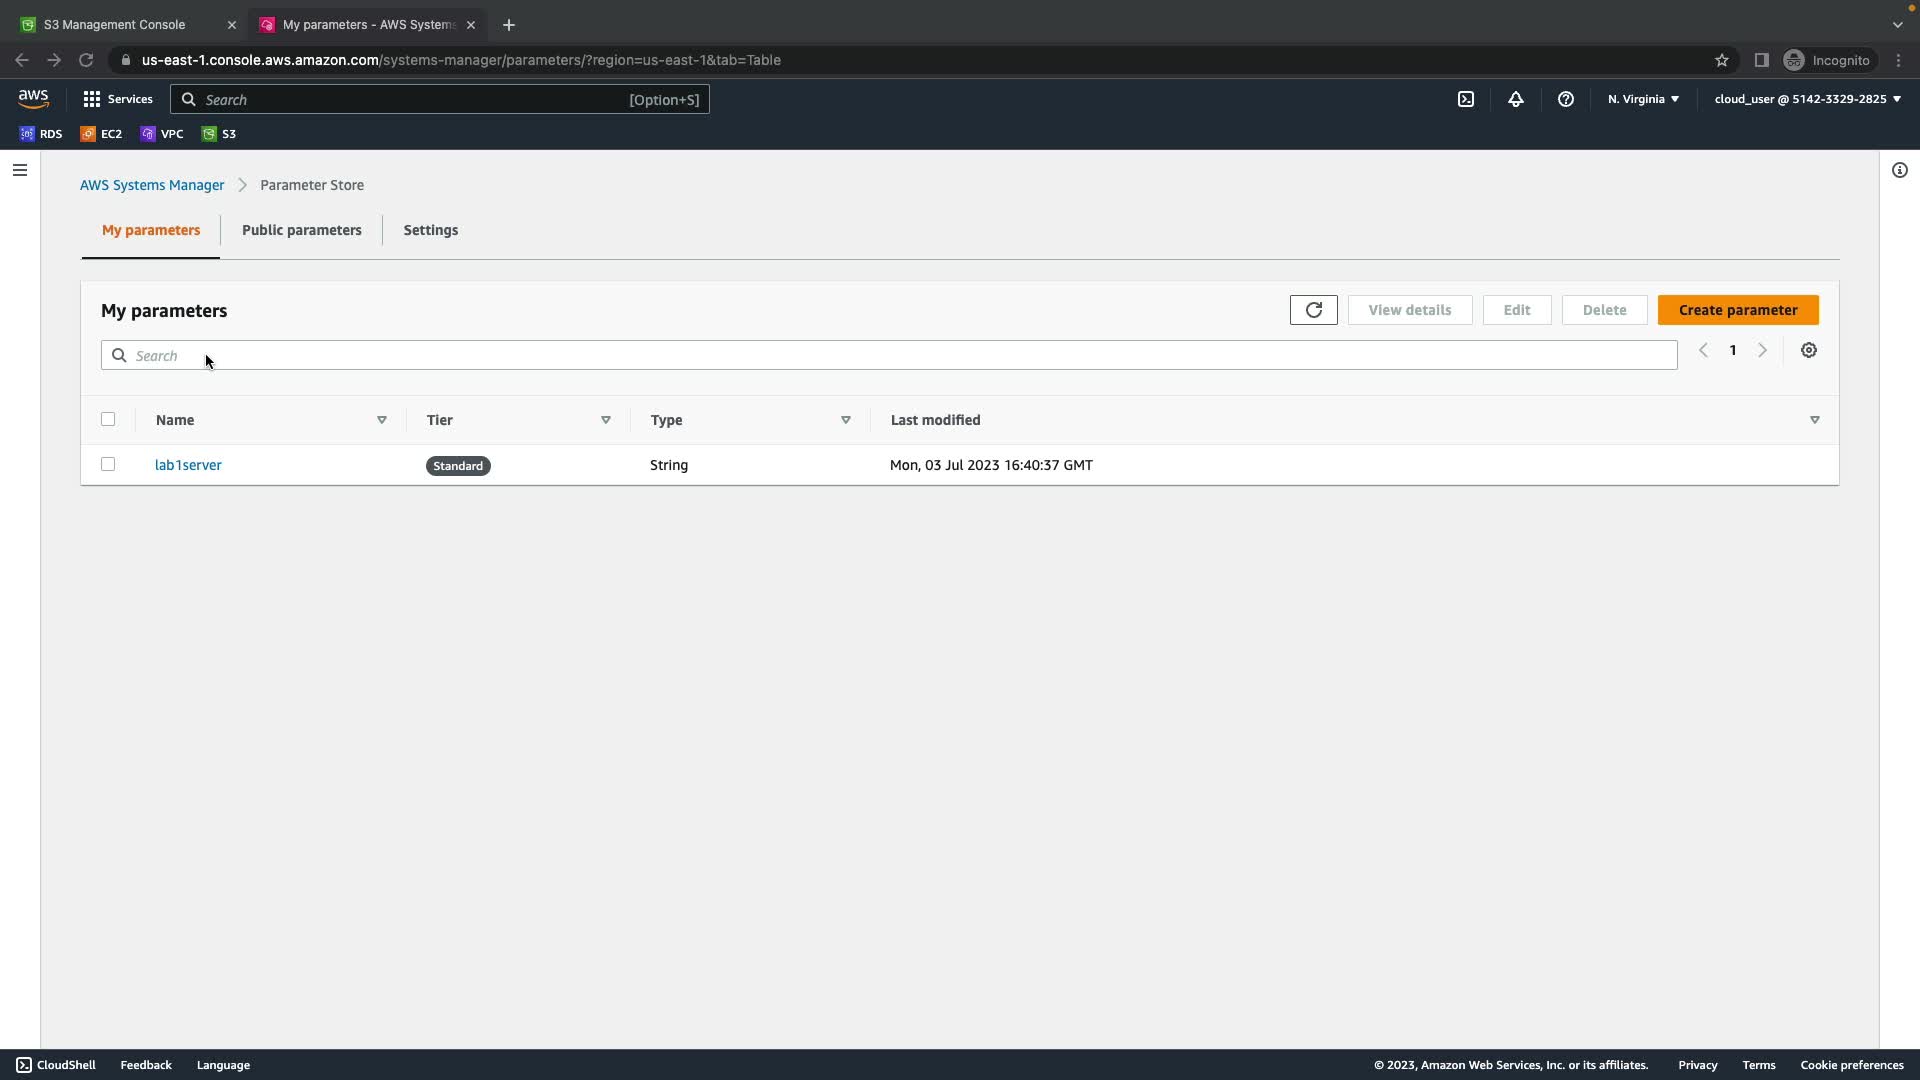 S3 Management Console
My parameters - AWS Systems
us-east-1.console.aws.amazon.com/systems-manager/parameters/?region=us-east-1&tab=Table
Incognito
aws
Services
Search
[Option+S]
N. Virginia
cloud_user @ 5142-3329-2825
RDS
EC2
VPC
S3
AWS Systems Manager
Parameter Store
My parameters
Public parameters
Settings
My parameters
View details
Edit
Delete
Create parameter
Search
1
Name
Tier
Type
Last modified
lab1server
Standard
String
Mon, 03 Jul 2023 16:40:37 GMT
CloudShell
Feedback
Language
© 2023, Amazon Web Services, Inc. or its affiliates.
Privacy
Terms
Cookie preferences